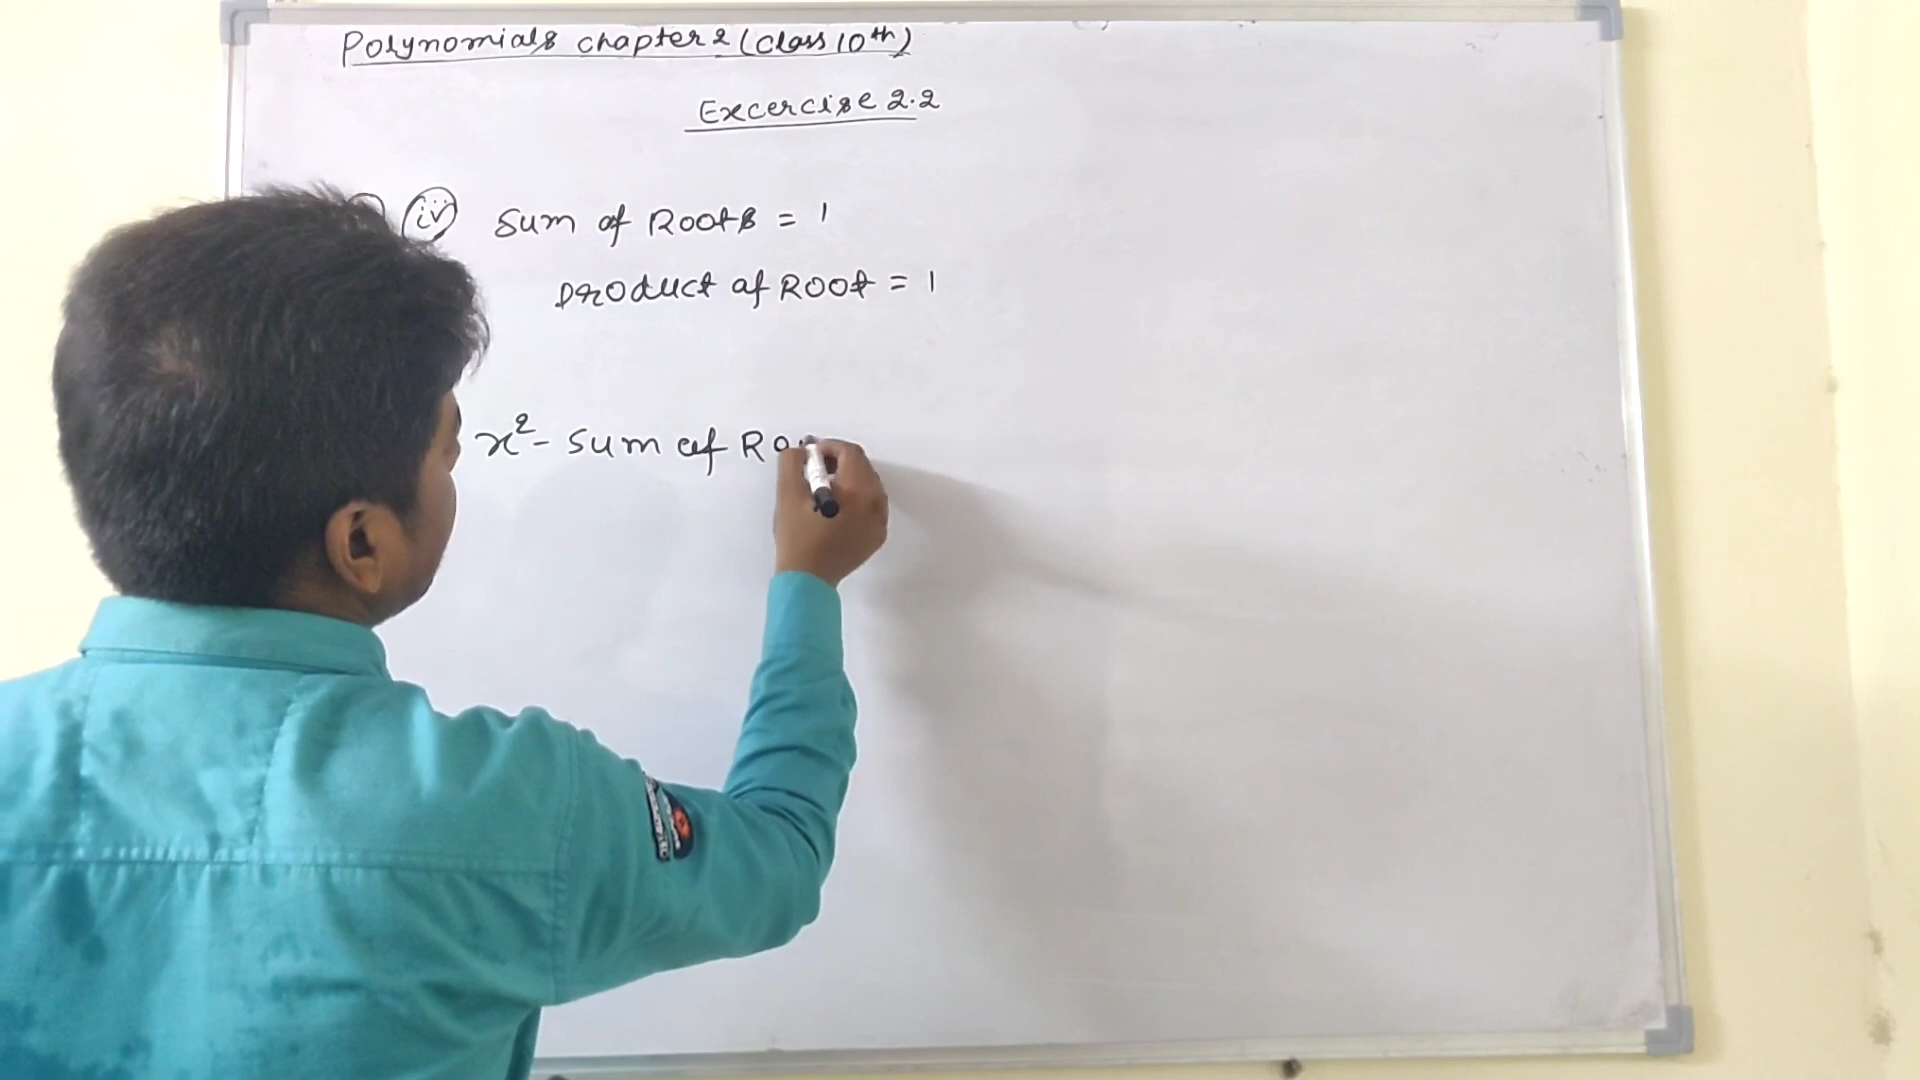 Polynomials chapter 2 (class 10th)
Excercise 2.2
(iv) Sum of Roots = 1
product of Root = 1
x² - Sum of Ro